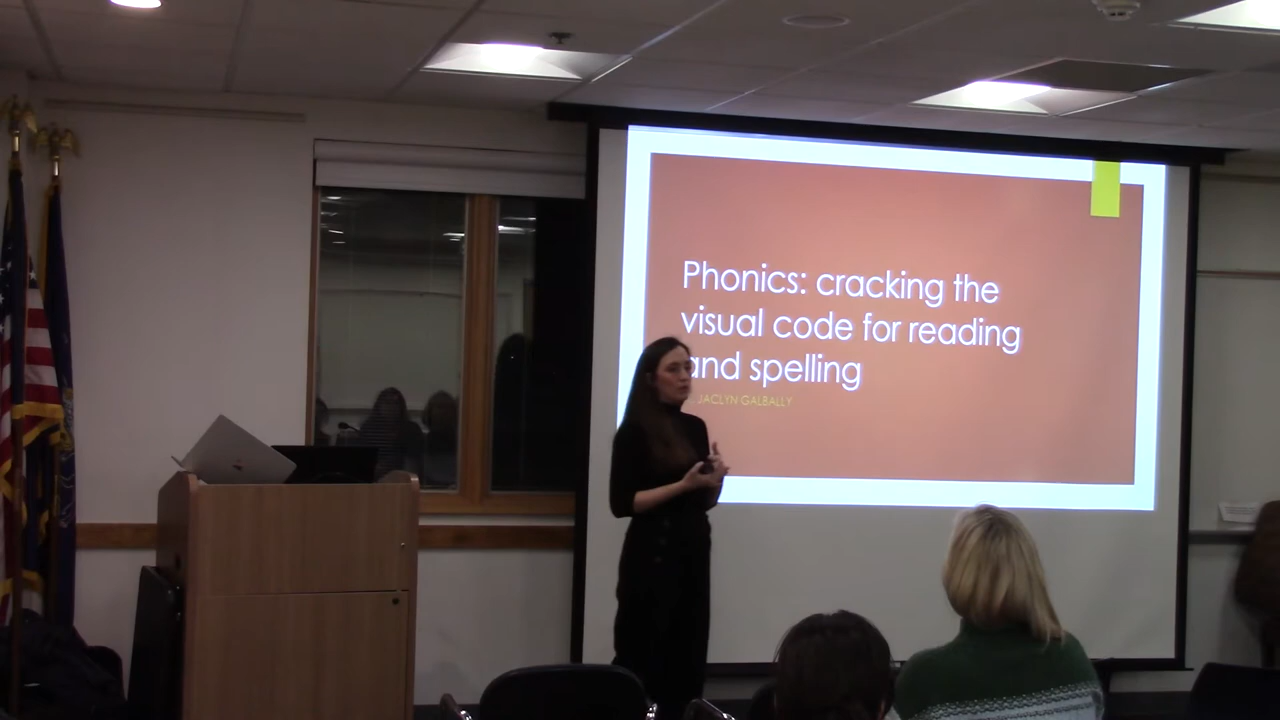 Phonics: cracking the
visual code for reading
and spelling
JACLYN GALBALLY